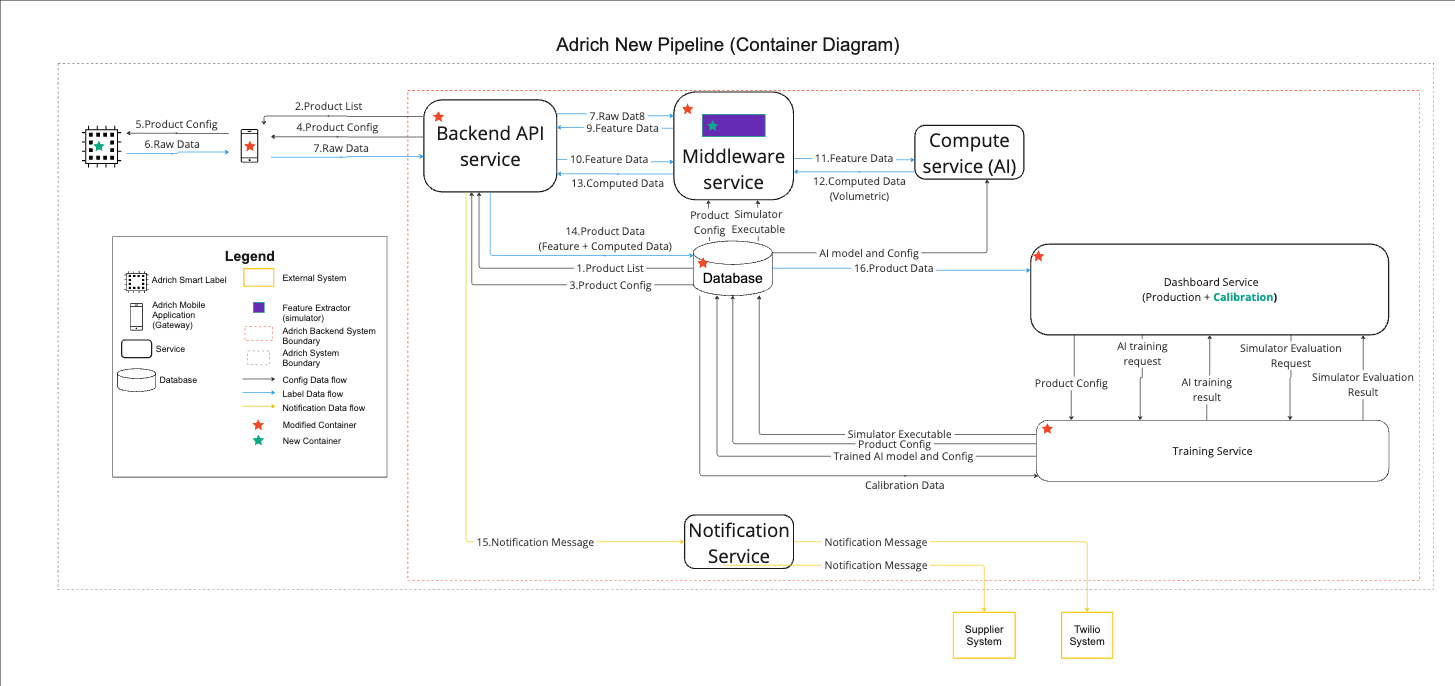 Adrich New Pipeline (Container Diagram)
2.Product List
5.Product Config
4.Product Config
6.Raw Data
7.Raw Data
Backend API
service
7.Raw Dat8
9.Feature Data
10.Feature Data
13.Computed Data
Middleware
service
11.Feature Data
12.Computed Data
(Volumetric)
Compute
service (AI)
Product
Config
Simulator
Executable
14.Product Data
(Feature + Computed Data)
1.Product List
3.Product Config
Database
AI model and Config
16.Product Data
Dashboard Service
(Production + Calibration)
Legend
Adrich Smart Label
External System
Adrich Mobile
Application
(Gateway)
Feature Extractor
(simulator)
Adrich Backend System
Boundary
Service
Adrich System
Boundary
Database
Config Data flow
Label Data flow
Notification Data flow
Modified Container
New Container
Product Config
AI training
request
AI training
result
Simulator Evaluation
Request
Simulator Evaluation
Result
Simulator Executable
Product Config
Trained AI model and Config
Calibration Data
Training Service
15.Notification Message
Notification
Service
Notification Message
Notification Message
Supplier
System
Twilio
System